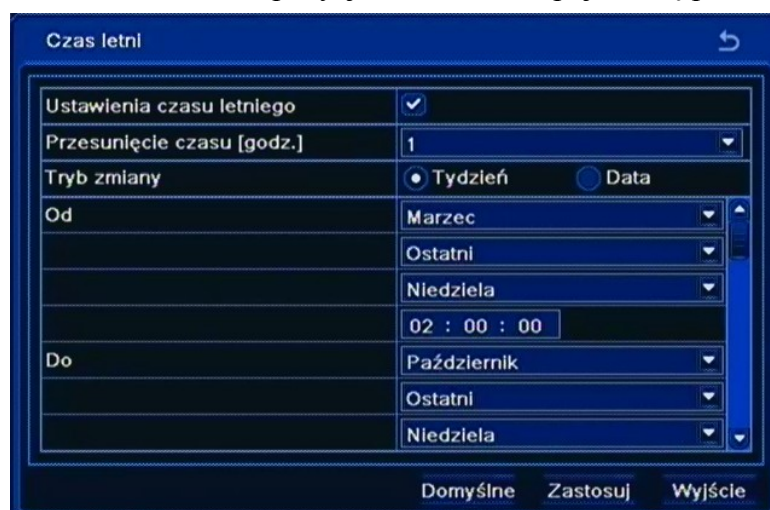 Czas letni
Ustawienia czasu letniego
Przesunięcie czasu [godz.] 1
Tryb zmiany Tydzień Data
Od Marzec
Ostatni
Niedziela
02 : 00 : 00
Do Październik
Ostatni
Niedziela
Domyślne Zastosuj Wyjście